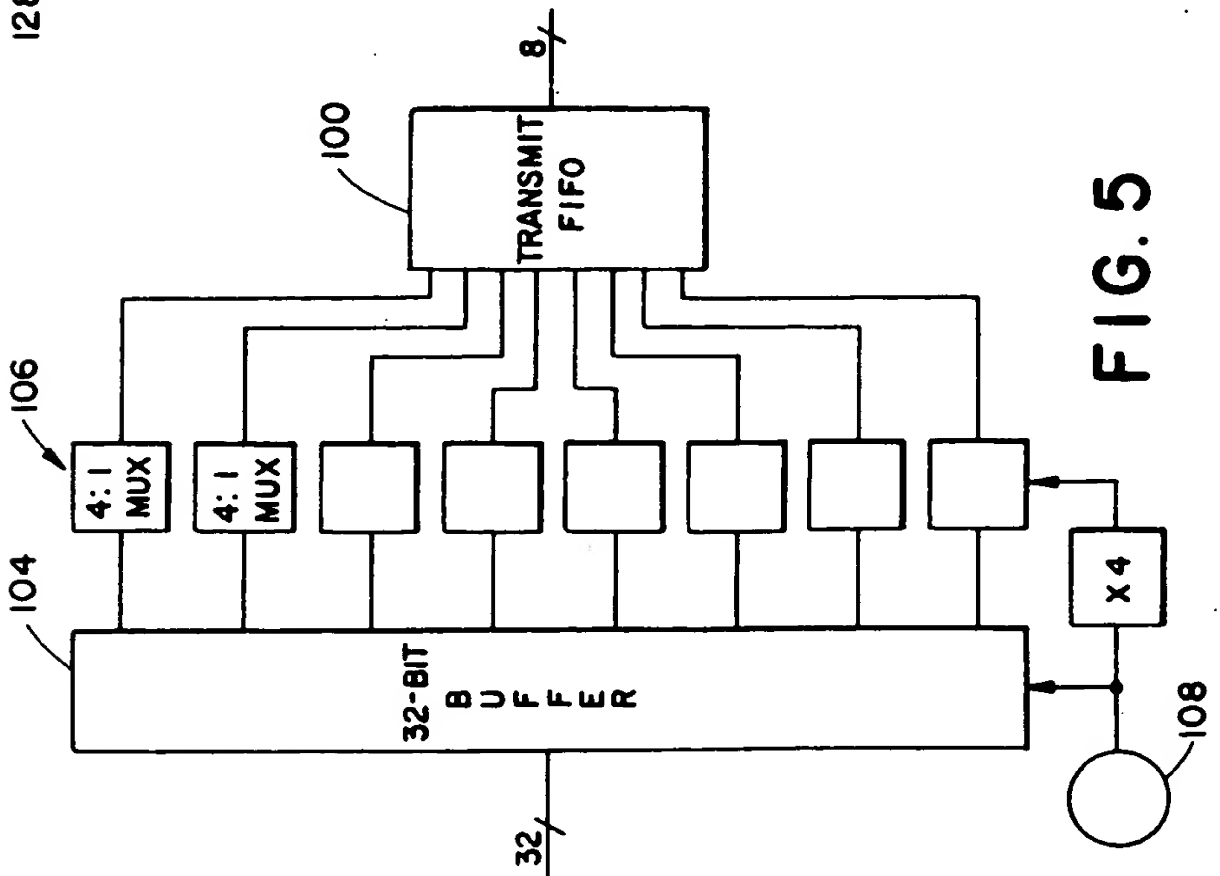 128
104
106
100
4:1
MUX
4:1
MUX
32-BIT
BUFFER
TRANSMIT
FIFO
32
8
X4
108
FIG. 5